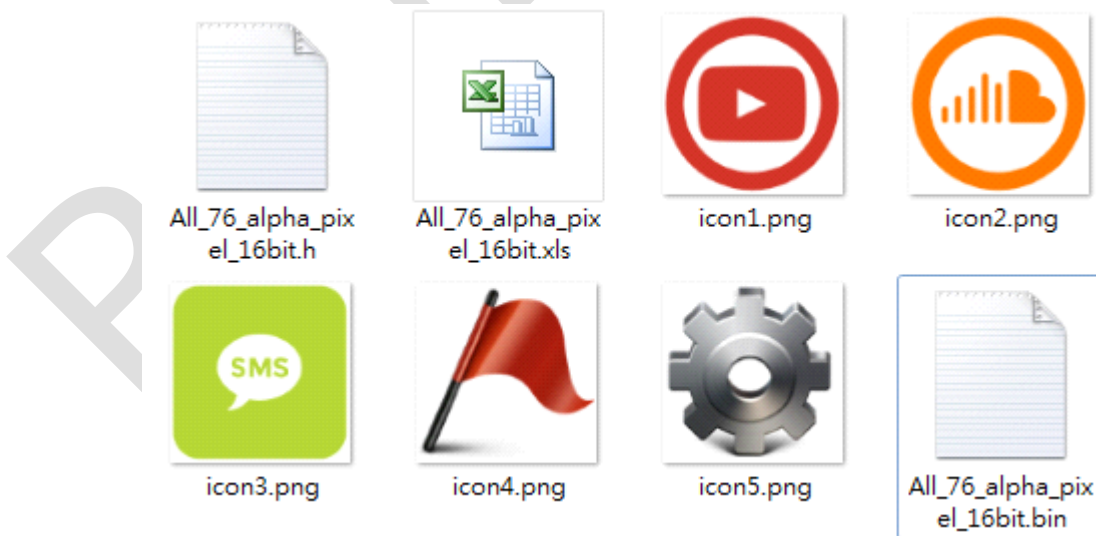 All_76_alpha_pix
el_16bit.h
All_76_alpha_pix
el_16bit.xls
icon1.png
icon2.png
SMS
icon3.png
icon4.png
icon5.png
All_76_alpha_pix
el_16bit.bin